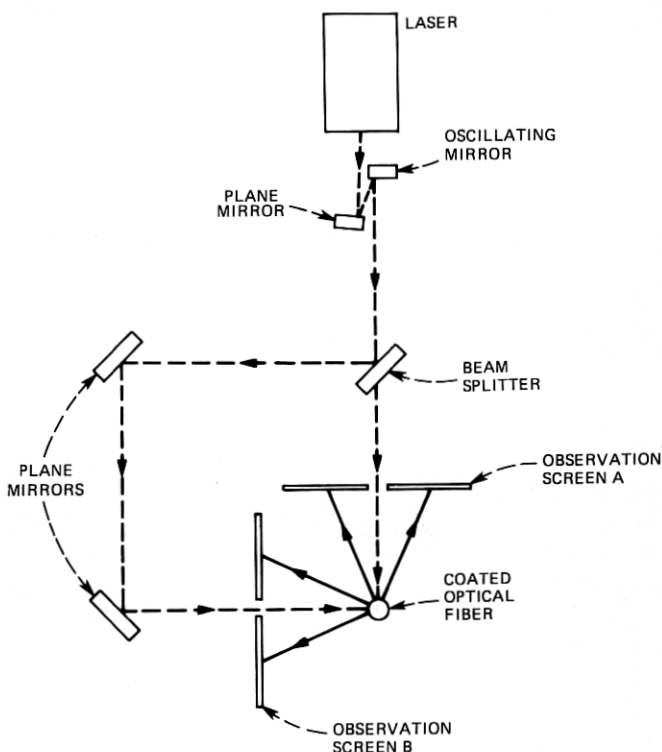 LASER
OSCILLATING
MIRROR
PLANE
MIRROR
BEAM
SPLITTER
PLANE
MIRRORS
OBSERVATION
SCREEN A
COATED
OPTICAL
FIBER
OBSERVATION
SCREEN B